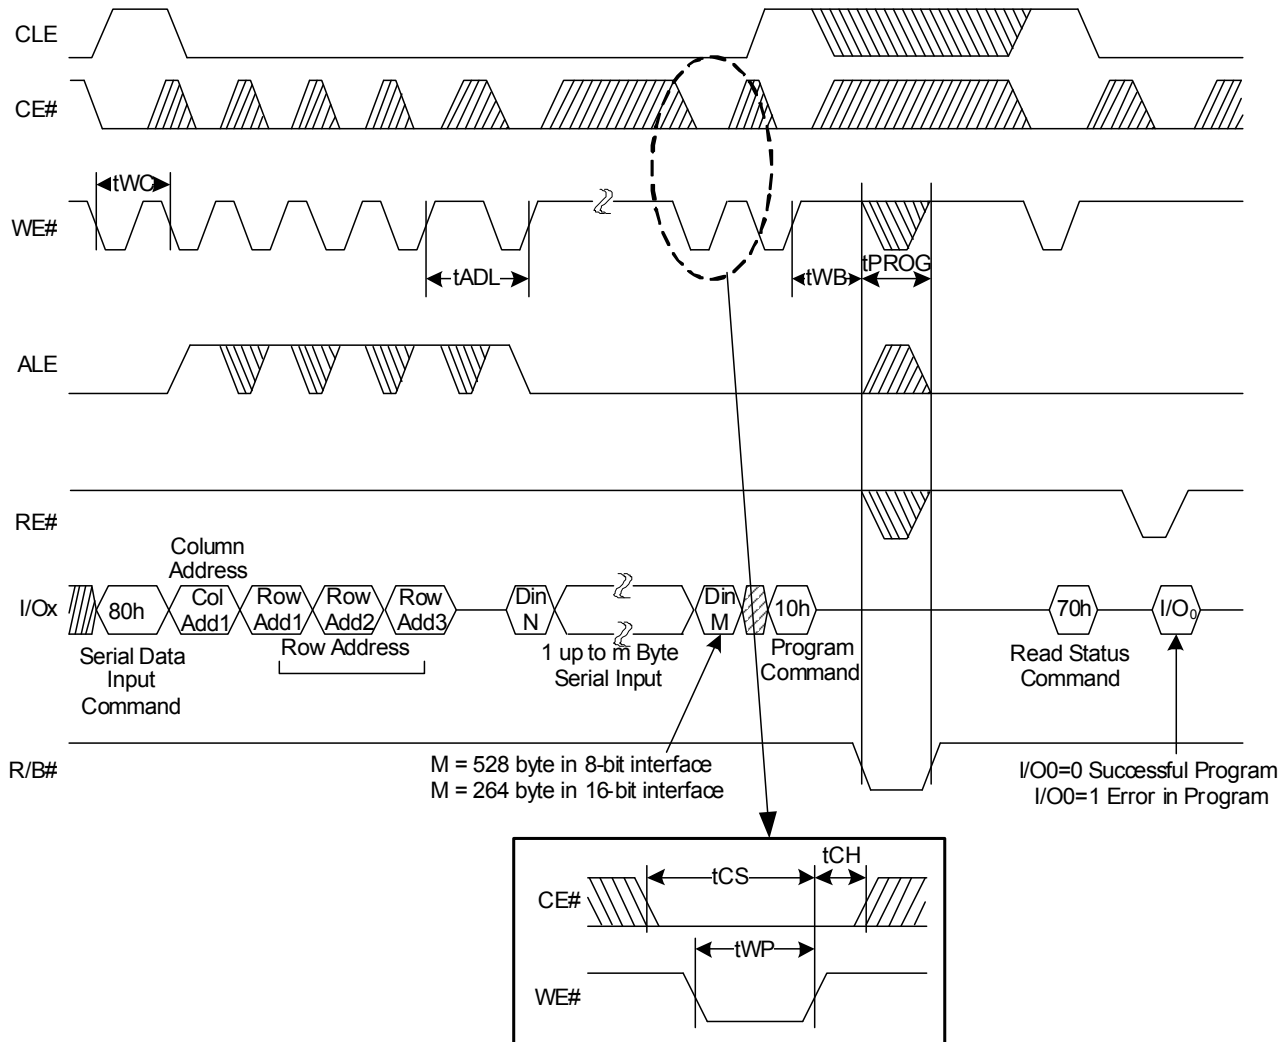 CLE
CE#
tWC
WE#
tADL
tWB
tPROG
ALE
RE#
Column
Address
I/Ox
80h
Col
Add1
Row
Add1
Row
Add2
Row
Add3
Din
N
Din
M
10h
70h
I/O0
Serial Data
Input
Command
Row Address
1 up to m Byte
Serial Input
Program
Command
Read Status
Command
R/B#
M = 528 byte in 8-bit interface
M = 264 byte in 16-bit interface
I/O0=0 Successful Program
I/O0=1 Error in Program
tCS
tCH
CE#
tWP
WE#